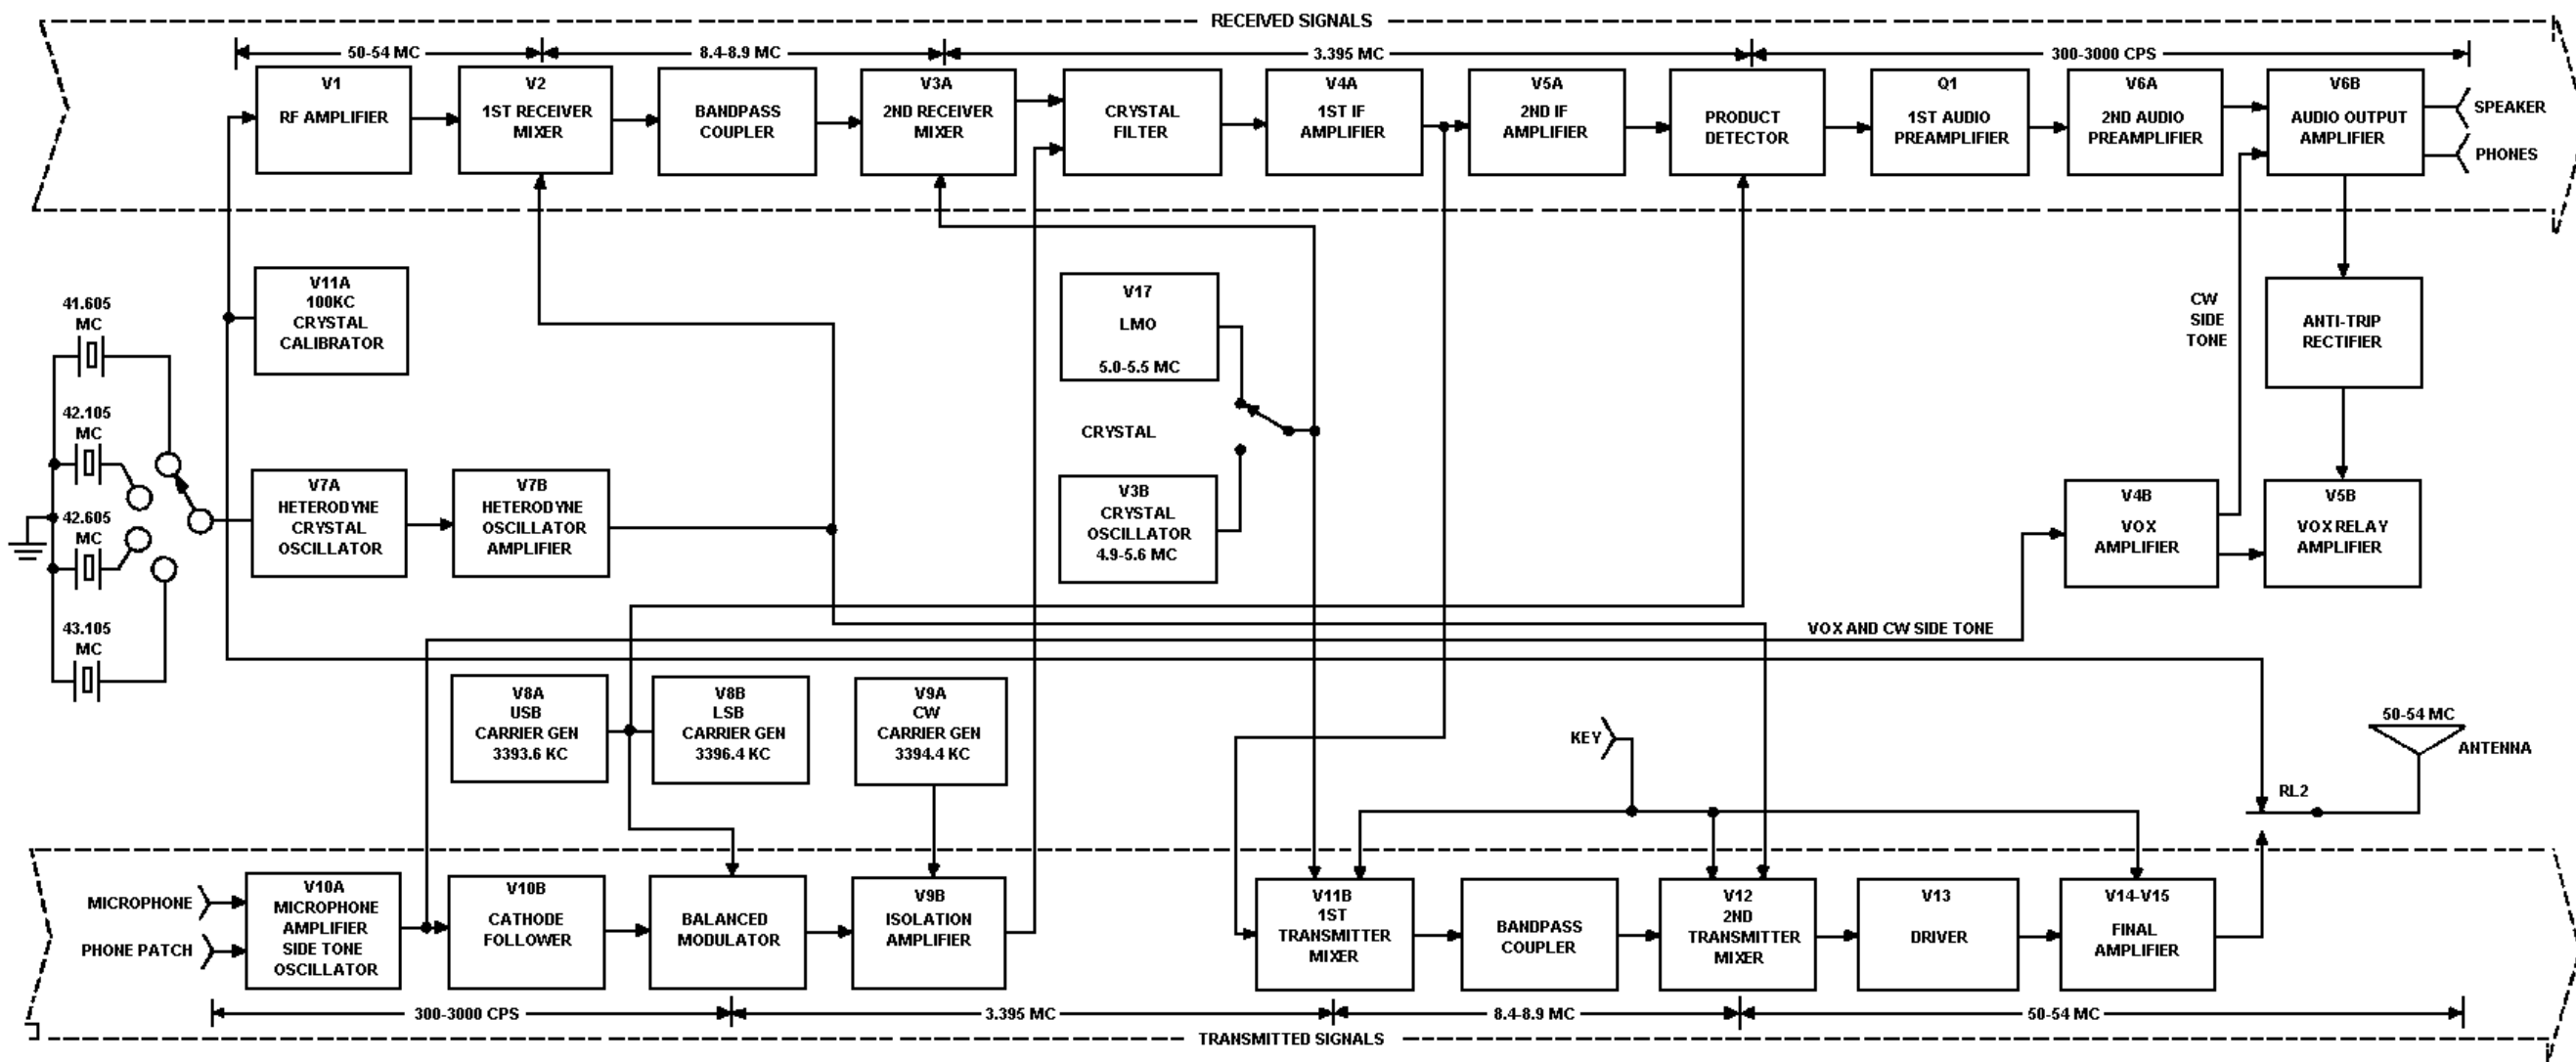 RECEIVED SIGNALS
50-54 MC
8.4-8.9 MC
3.395 MC
300-3000 CPS
V1
RF AMPLIFIER
V2
1ST RECEIVER
MIXER
BANDPASS
COUPLER
V3A
2ND RECEIVER
MIXER
CRYSTAL
FILTER
V4A
1ST IF
AMPLIFIER
V5A
2ND IF
AMPLIFIER
PRODUCT
DETECTOR
Q1
1ST AUDIO
PREAMPLIFIER
V6A
2ND AUDIO
PREAMPLIFIER
V6B
AUDIO OUTPUT
AMPLIFIER
SPEAKER
PHONES
41.605
MC
42.105
MC
42.605
MC
43.105
MC
V11A
100KC
CRYSTAL
CALIBRATOR
V7A
HETERODYNE
CRYSTAL
OSCILLATOR
V7B
HETERODYNE
OSCILLATOR
AMPLIFIER
V17
LMO
5.0-5.5 MC
CRYSTAL
V3B
CRYSTAL
OSCILLATOR
4.9-5.6 MC
CW
SIDE
TONE
ANTI-TRIP
RECTIFIER
V4B
VOX
AMPLIFIER
V5B
VOX RELAY
AMPLIFIER
VOX AND CW SIDE TONE
V8A
USB
CARRIER GEN
3393.6 KC
V8B
LSB
CARRIER GEN
3396.4 KC
V9A
CW
CARRIER GEN
3394.4 KC
KEY
50-54 MC
ANTENNA
RL2
MICROPHONE
PHONE PATCH
V10A
MICROPHONE
AMPLIFIER
SIDE TONE
OSCILLATOR
V10B
CATHODE
FOLLOWER
BALANCED
MODULATOR
V9B
ISOLATION
AMPLIFIER
V11B
1ST
TRANSMITTER
MIXER
BANDPASS
COUPLER
V12
2ND
TRANSMITTER
MIXER
V13
DRIVER
V14-V15
FINAL
AMPLIFIER
300-3000 CPS
3.395 MC
8.4-8.9 MC
50-54 MC
TRANSMITTED SIGNALS